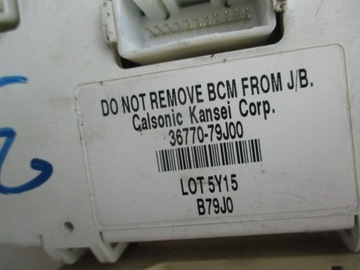 DO NOT REMOVE BCM FROM J/B.
Calsonic Kansei Corp.
36770-79J00
LOT 5Y15
B79J0